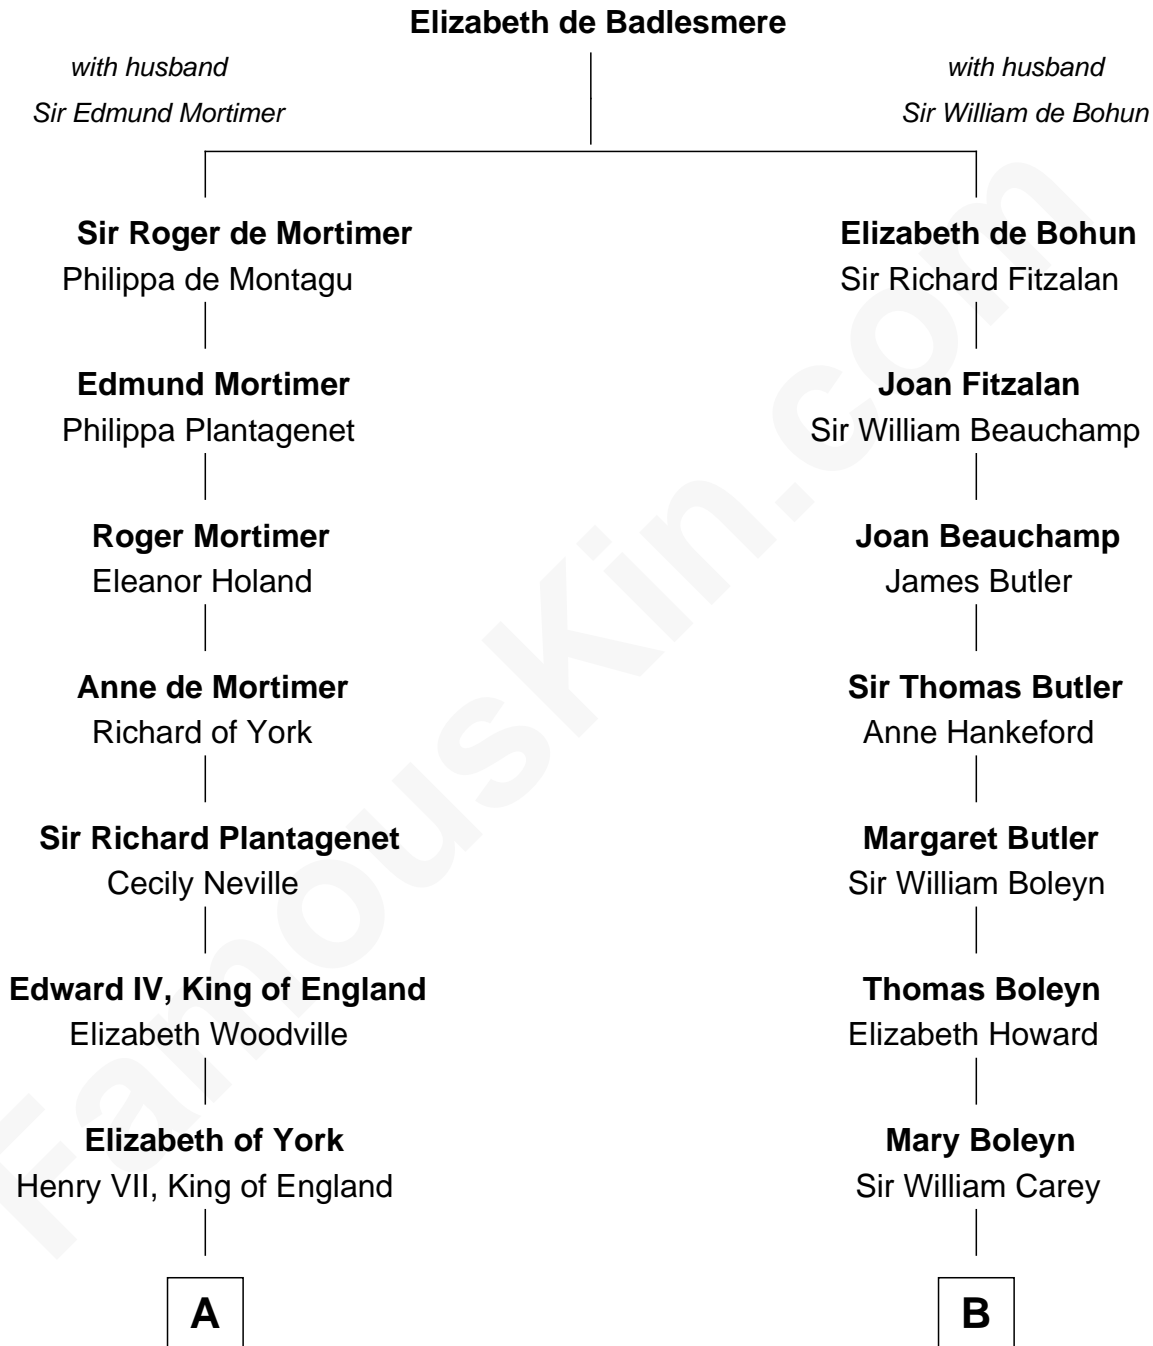 Elizabeth de Badlesmere
with husband
Sir Edmund Mortimer
with husband
Sir William de Bohun
Sir Roger de Mortimer
Philippa de Montagu
Elizabeth de Bohun
Sir Richard Fitzalan
Edmund Mortimer
Philippa Plantagenet
Joan Fitzalan
Sir William Beauchamp
Roger Mortimer
Eleanor Holand
Joan Beauchamp
James Butler
Anne de Mortimer
Richard of York
Sir Thomas Butler
Anne Hankeford
Sir Richard Plantagenet
Cecily Neville
Margaret Butler
Sir William Boleyn
Edward IV, King of England
Elizabeth Woodville
Thomas Boleyn
Elizabeth Howard
Elizabeth of York
Henry VII, King of England
Mary Boleyn
Sir William Carey
A
B
FamousKin.com